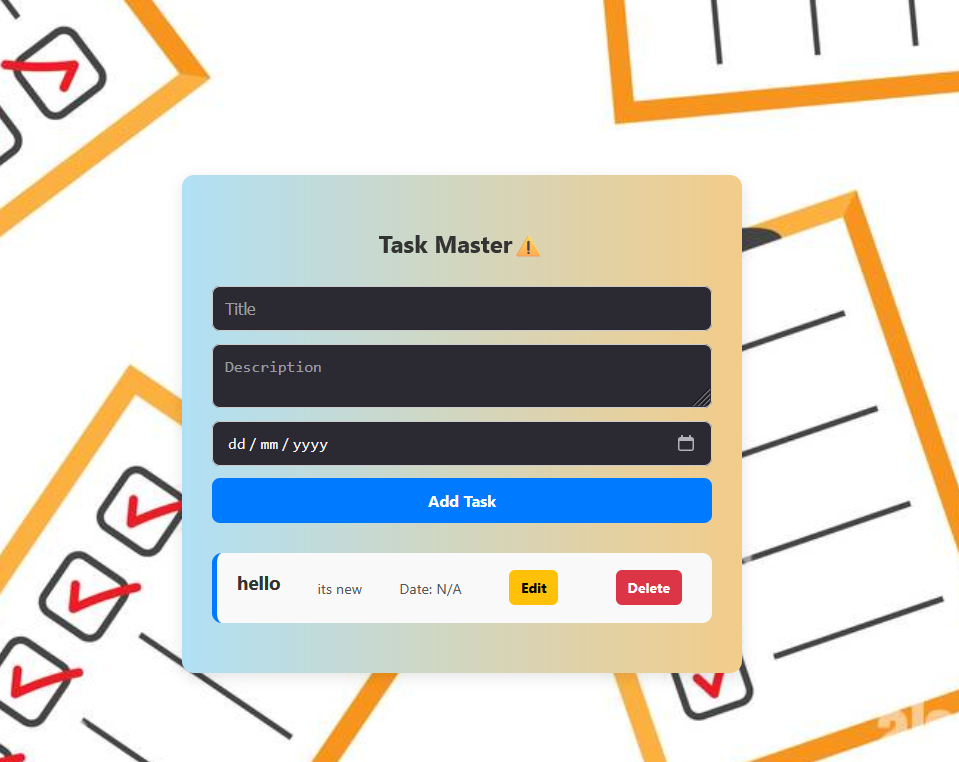 Task Master
Title
Description
dd/mm/yyyy
Add Task
hello its new Date: N/A Edit Delete